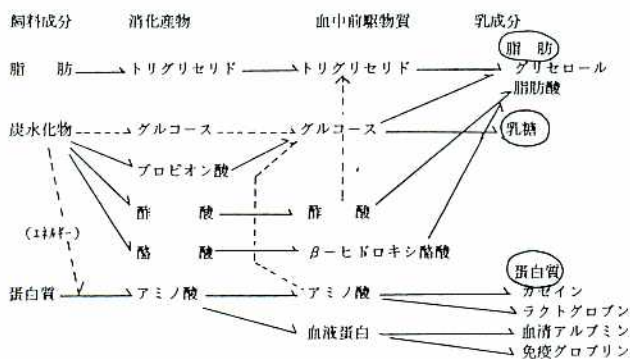 飼料成分 消化産物 血中前駆物質 乳成分
脂肪
脂 肪 トリグリセリド トリグリセリド グリセロール
脂肪酸
炭水化物 グルコース グルコース 乳糖
プロピオン酸
酢 酸 酢 酸
(エネルギー)
酪 酸 β-ヒドロキシ酪酸
蛋白質
蛋白質 アミノ酸 アミノ酸 カゼイン
ラクトグロブン
血液蛋白 血清アルブミン
免疫グロブリン